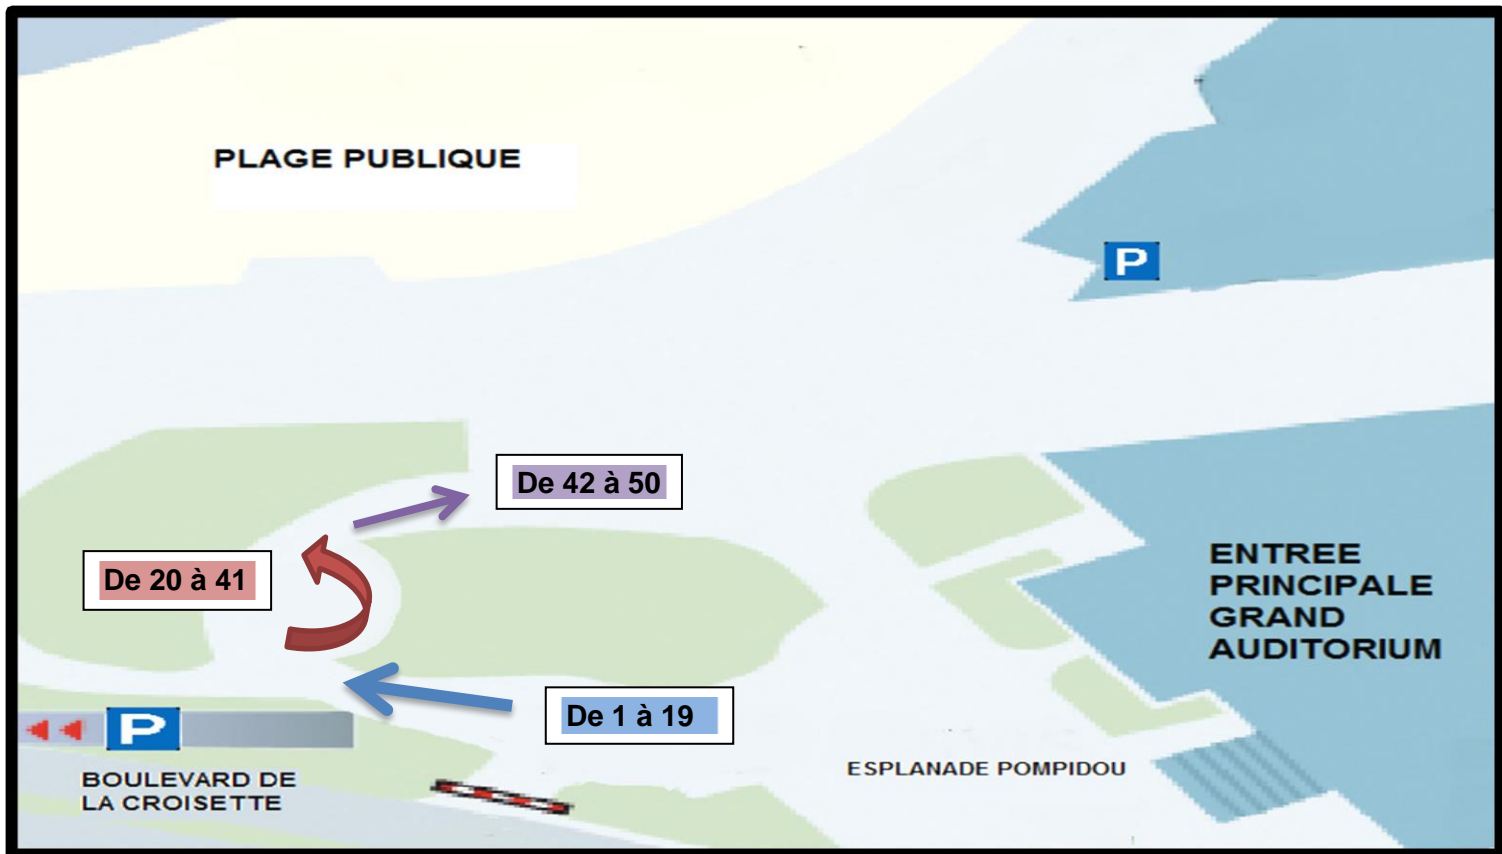 PLAGE PUBLIQUE
P
De 42 à 50
De 20 à 41
ENTREE
PRINCIPALE
GRAND
AUDITORIUM
De 1 à 19
P
BOULEVARD DE
LA CROISETTE
ESPLANADE POMPIDOU